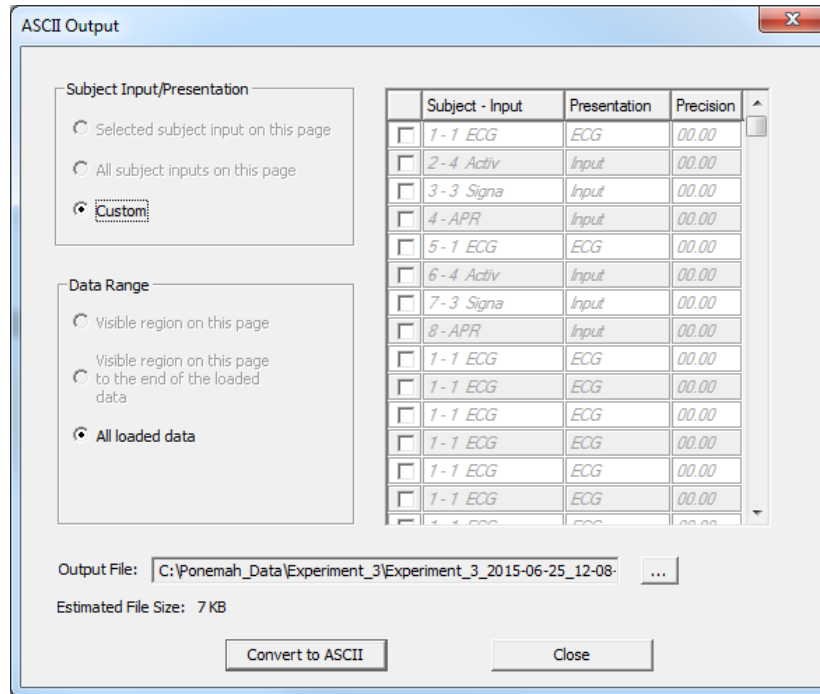 ASCII Output
Subject Input/Presentation
Selected subject input on this page
All subject inputs on this page
Custom
Data Range
Visible region on this page
Visible region on this page
to the end of the loaded
data
All loaded data
Subject - Input Presentation Precision
1 - 1 ECG ECG 00.00
2 - 4 Activ Input 00.00
3 - 3 Signa Input 00.00
4 - APR Input 00.00
5 - 1 ECG ECG 00.00
6 - 4 Activ Input 00.00
7 - 3 Signa Input 00.00
8 - APR Input 00.00
1 - 1 ECG ECG 00.00
1 - 1 ECG ECG 00.00
1 - 1 ECG ECG 00.00
1 - 1 ECG ECG 00.00
1 - 1 ECG ECG 00.00
1 - 1 ECG ECG 00.00
Output File: C:\Ponemah_Data\Experiment_3\Experiment_3_2015-06-25_12-08- ...
Estimated File Size: 7 KB
Convert to ASCII Close